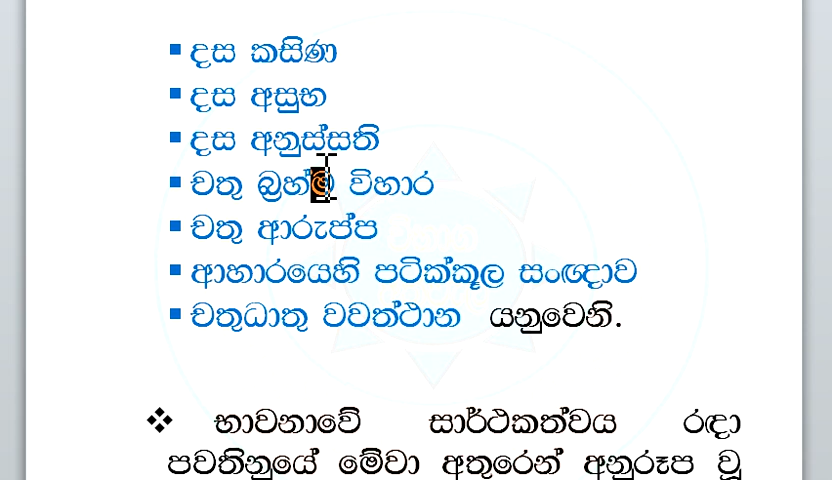 ▪ දස කසිණ
▪ දස අසුභ
▪ දස අනුස්සති
▪ චතු බ්‍රහ්ම විහාර
▪ චතු ආරුප්ප
▪ ආහාරයෙහි පටික්කූල සංඥාව
▪ චතුධාතු වවත්ථාන යනුවෙනි.
❖ භාවනාවේ සාර්ථකත්වය රඳා
පවතිනුයේ මේවා අතුරෙන් අනුරූප වූ